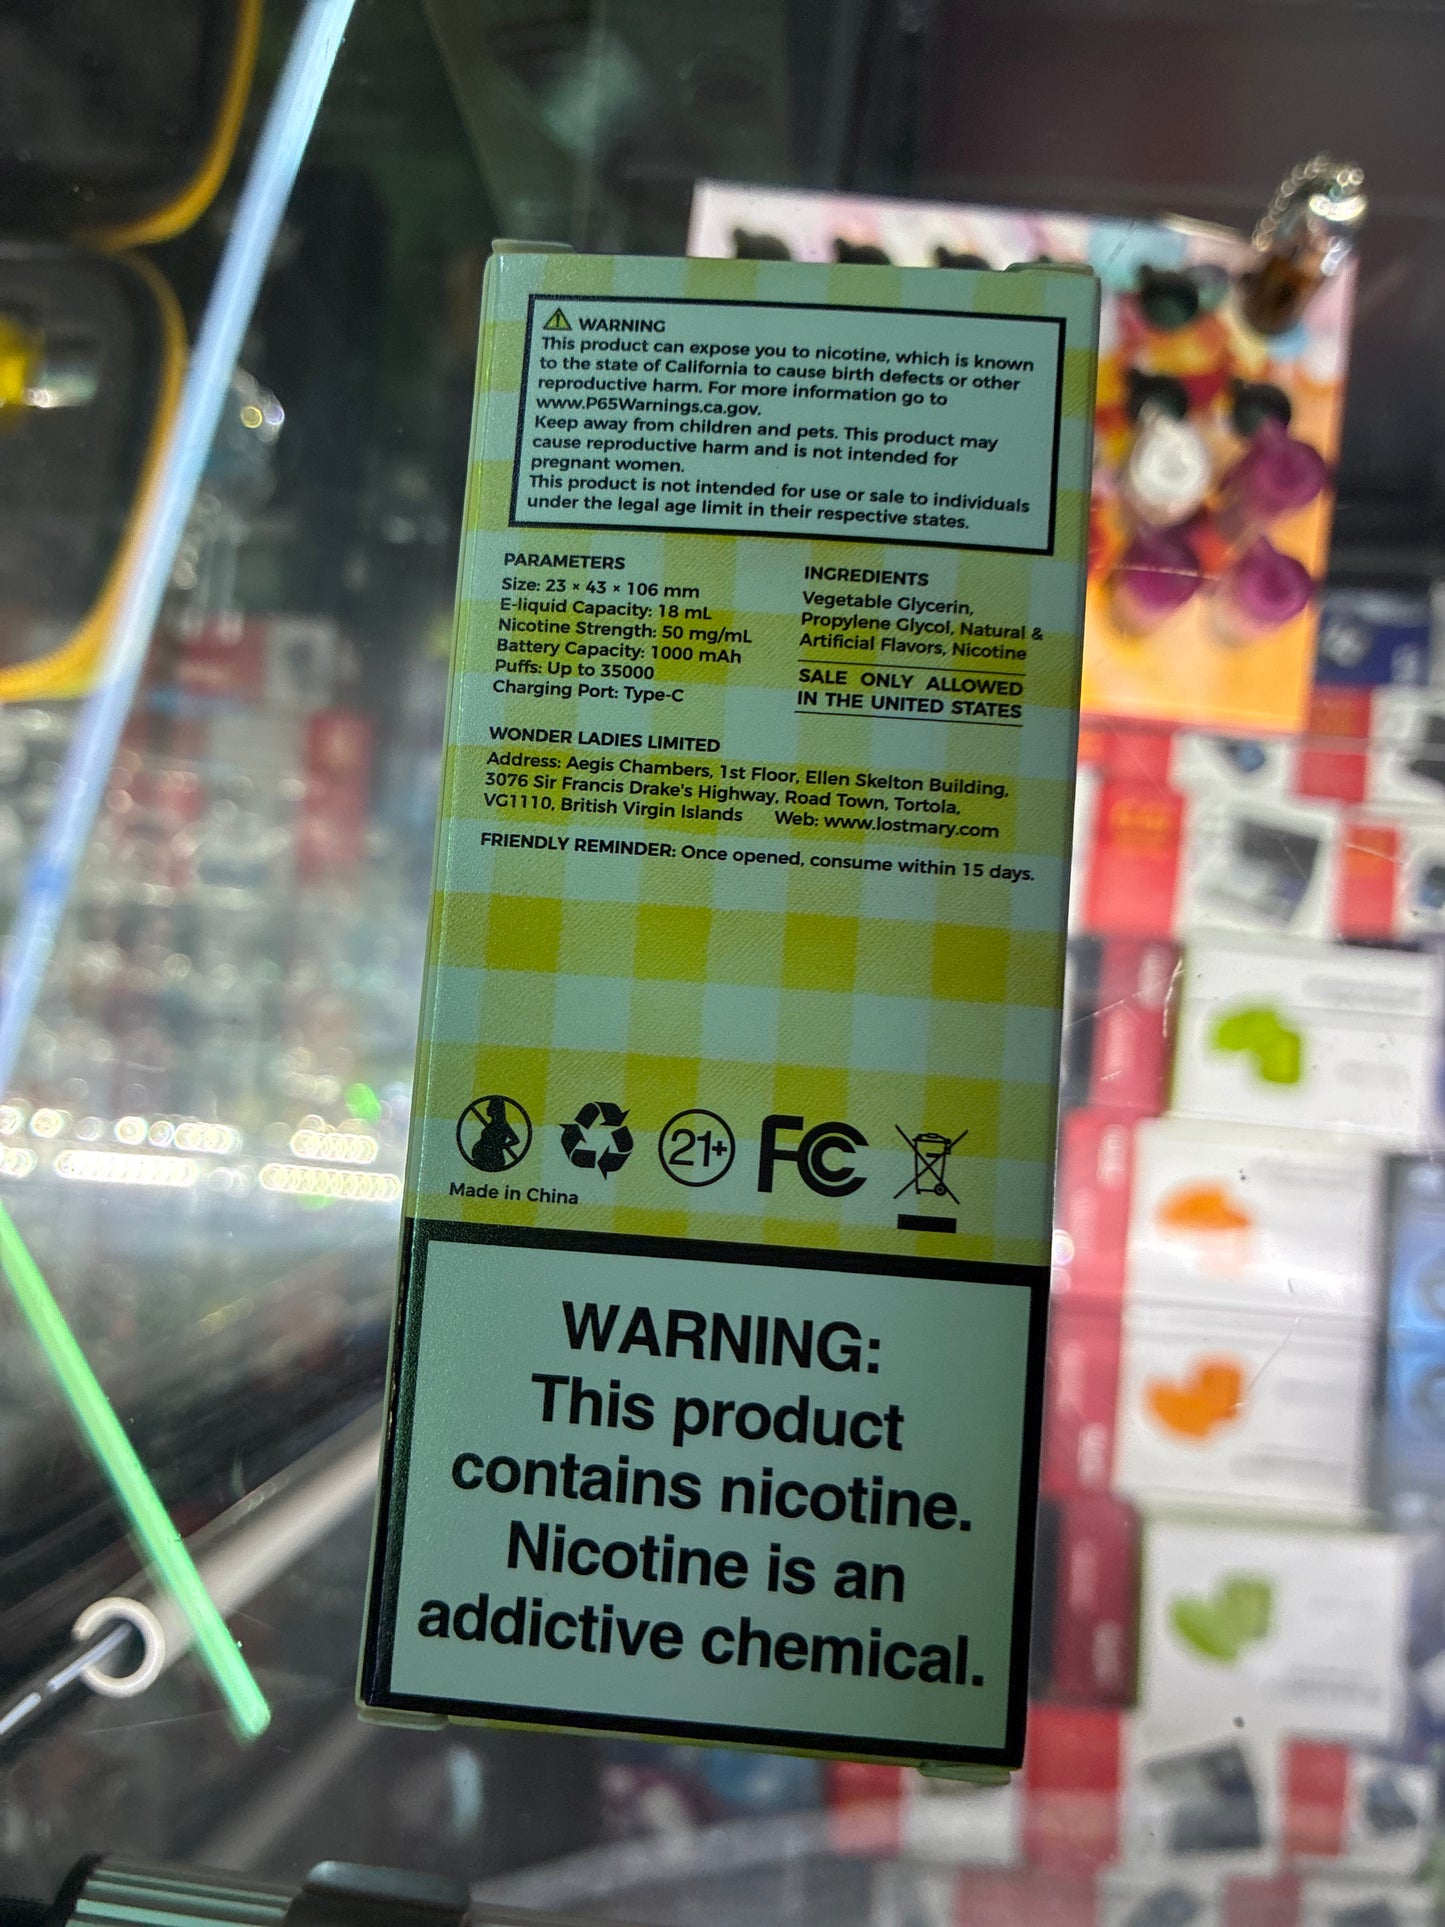 WARNING
This product can expose you to nicotine, which is known
to the state of California to cause birth defects or other
reproductive harm. For more information go to
www.P65Warnings.ca.gov.
Keep away from children and pets. This product may
cause reproductive harm and is not intended for
pregnant women.
This product is not intended for use or sale to individuals
under the legal age limit in their respective states.
PARAMETERS
Size: 23 × 43 × 106 mm
E-liquid Capacity: 18 mL
Nicotine Strength: 50 mg/mL
Battery Capacity: 1000 mAh
Puffs: Up to 35000
Charging Port: Type-C
INGREDIENTS
Vegetable Glycerin,
Propylene Glycol, Natural &
Artificial Flavors, Nicotine
SALE ONLY ALLOWED
IN THE UNITED STATES
WONDER LADIES LIMITED
Address: Aegis Chambers, 1st Floor, Ellen Skelton Building,
3076 Sir Francis Drake's Highway, Road Town, Tortola,
VG1110, British Virgin Islands Web: www.lostmary.com
FRIENDLY REMINDER: Once opened, consume within 15 days.
21+ FC
Made in China
WARNING:
This product
contains nicotine.
Nicotine is an
addictive chemical.